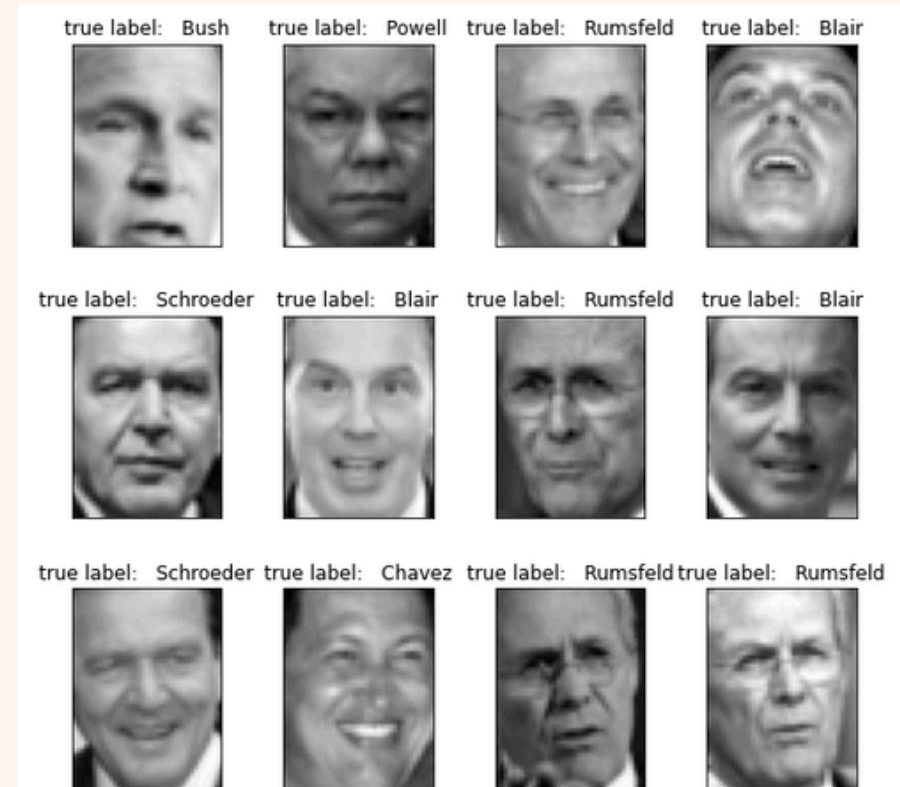 true label: Bush
true label: Powell
true label: Rumsfeld
true label: Blair
true label: Schroeder
true label: Blair
true label: Rumsfeld
true label: Blair
true label: Schroeder
true label: Chavez
true label: Rumsfeld
true label: Rumsfeld